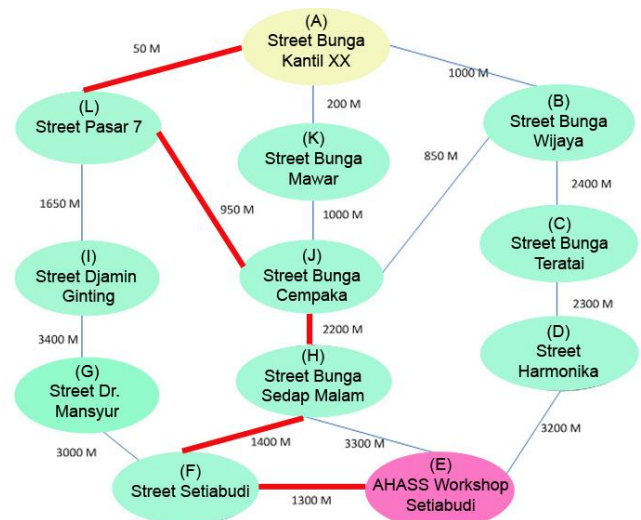 (A)
Street Bunga
Kantil XX
50 M
1000 M
200 M
(L)
Street Pasar 7
(B)
Street Bunga
Wijaya
(K)
Street Bunga
Mawar
850 M
1650 M
950 M
1000 M
2400 M
(I)
Street Djamin
Ginting
(J)
Street Bunga
Cempaka
(C)
Street Bunga
Teratai
2200 M
2300 M
3400 M
(G)
Street Dr.
Mansyur
(H)
Street Bunga
Sedap Malam
(D)
Street
Harmonika
3000 M
1400 M
3300 M
3200 M
(F)
Street Setiabudi
1300 M
(E)
AHASS Workshop
Setiabudi